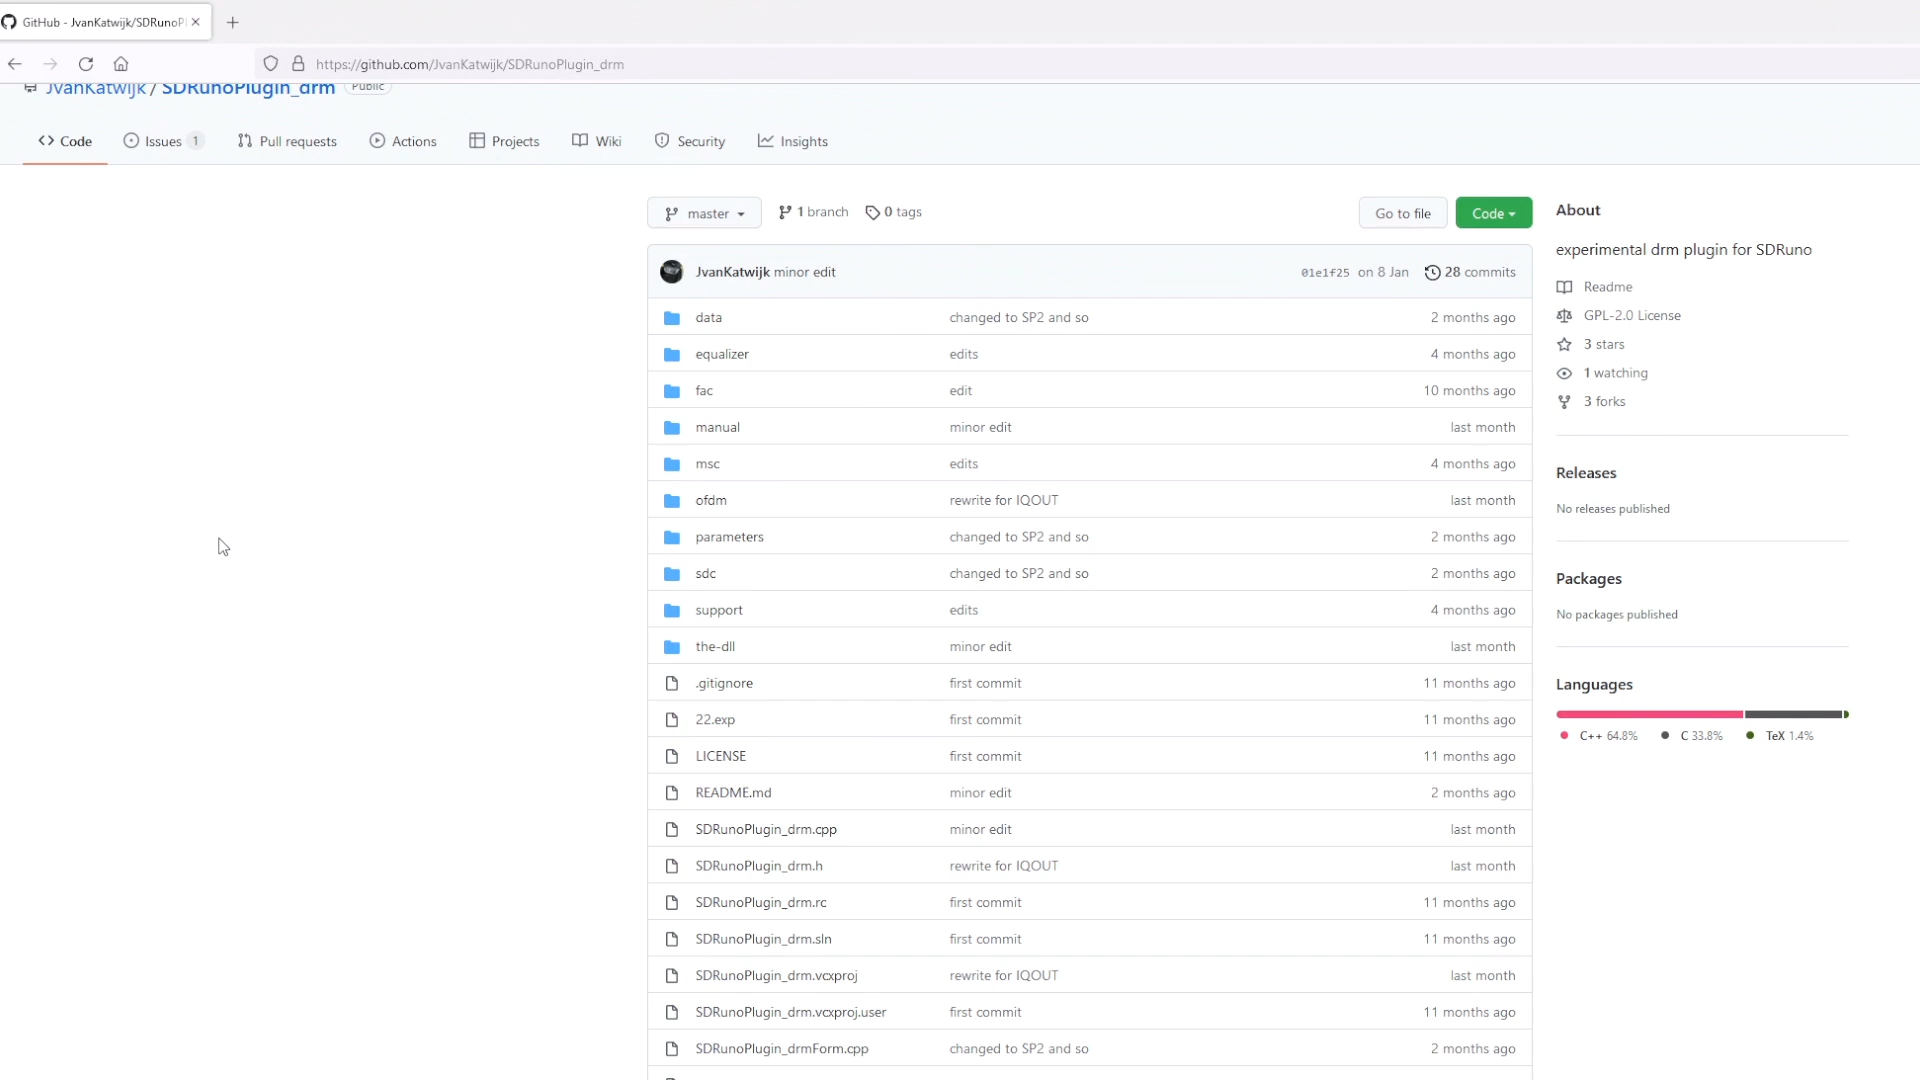 GitHub - JvanKatwijk/SDRunoPl
https://github.com/JvanKatwijk/SDRunoPlugin_drm
JvanKatwijk / SDRunoPlugin_drm Public
Code Issues 1 Pull requests Actions Projects Wiki Security Insights
master 1 branch 0 tags Go to file Code
JvanKatwijk minor edit 01e1f25 on 8 Jan 28 commits
data changed to SP2 and so 2 months ago
equalizer edits 4 months ago
fac edit 10 months ago
manual minor edit last month
msc edits 4 months ago
ofdm rewrite for IQOUT last month
parameters changed to SP2 and so 2 months ago
sdc changed to SP2 and so 2 months ago
support edits 4 months ago
the-dll minor edit last month
.gitignore first commit 11 months ago
22.exp first commit 11 months ago
LICENSE first commit 11 months ago
README.md minor edit 2 months ago
SDRunoPlugin_drm.cpp minor edit last month
SDRunoPlugin_drm.h rewrite for IQOUT last month
SDRunoPlugin_drm.rc first commit 11 months ago
SDRunoPlugin_drm.sln first commit 11 months ago
SDRunoPlugin_drm.vcxproj rewrite for IQOUT last month
SDRunoPlugin_drm.vcxproj.user first commit 11 months ago
SDRunoPlugin_drmForm.cpp changed to SP2 and so 2 months ago
About
experimental drm plugin for SDRuno
Readme
GPL-2.0 License
3 stars
1 watching
3 forks
Releases
No releases published
Packages
No packages published
Languages
C++ 64.8% C 33.8% TeX 1.4%